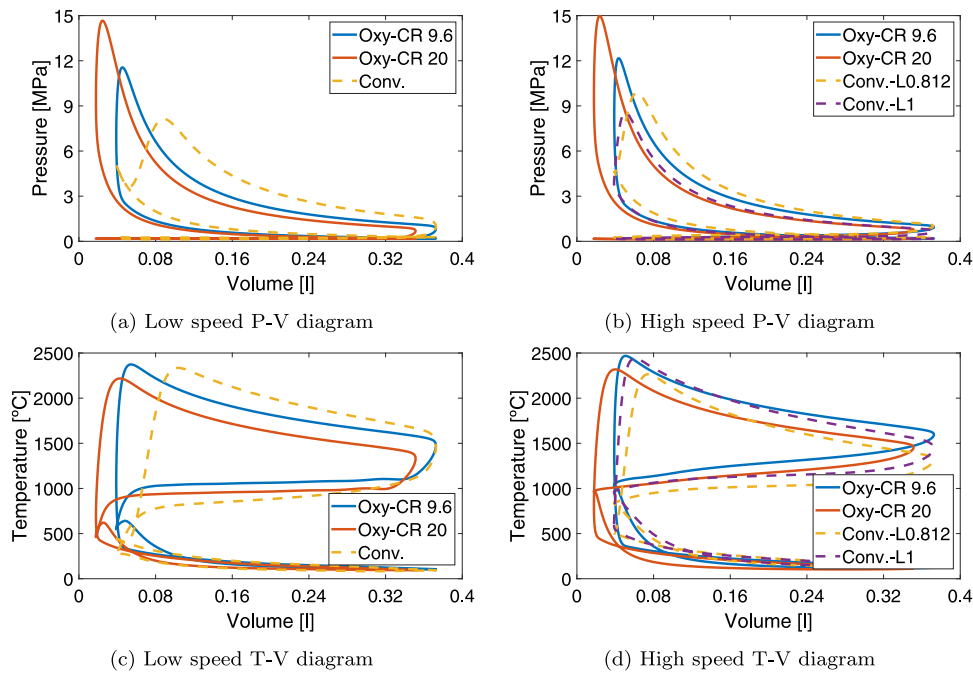 15
12
9
6
3
0
Pressure [MPa]
Oxy-CR 9.6
Oxy-CR 20
Conv.
0 0.08 0.16 0.24 0.32 0.4
Volume [l]
(a) Low speed P-V diagram
15
12
9
6
3
0
Pressure [MPa]
Oxy-CR 9.6
Oxy-CR 20
Conv.-L0.812
Conv.-L1
0 0.08 0.16 0.24 0.32 0.4
Volume [l]
(b) High speed P-V diagram
2500
2000
1500
1000
500
0
Temperature [°C]
Oxy-CR 9.6
Oxy-CR 20
Conv.
0 0.08 0.16 0.24 0.32 0.4
Volume [l]
(c) Low speed T-V diagram
2500
2000
1500
1000
500
0
Temperature [°C]
Oxy-CR 9.6
Oxy-CR 20
Conv.-L0.812
Conv.-L1
0 0.08 0.16 0.24 0.32 0.4
Volume [l]
(d) High speed T-V diagram